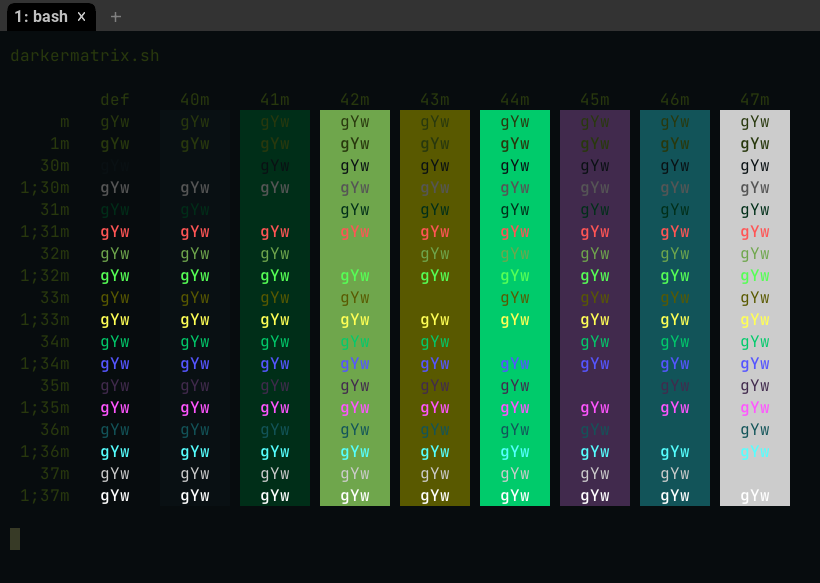 1: bash × +
darkermatrix.sh
def 40m 41m 42m 43m 44m 45m 46m 47m
m gYw gYw gYw gYw gYw gYw gYw gYw gYw
1m gYw gYw gYw gYw gYw gYw gYw gYw gYw
30m gYw gYw gYw gYw gYw gYw gYw
1;30m gYw gYw gYw gYw gYw gYw gYw gYw gYw
31m gYw gYw gYw gYw gYw gYw gYw gYw
1;31m gYw gYw gYw gYw gYw gYw gYw gYw gYw
32m gYw gYw gYw gYw gYw gYw gYw gYw
1;32m gYw gYw gYw gYw gYw gYw gYw gYw gYw
33m gYw gYw gYw gYw gYw gYw gYw gYw
1;33m gYw gYw gYw gYw gYw gYw gYw gYw gYw
34m gYw gYw gYw gYw gYw gYw gYw gYw
1;34m gYw gYw gYw gYw gYw gYw gYw gYw gYw
35m gYw gYw gYw gYw gYw gYw gYw gYw
1;35m gYw gYw gYw gYw gYw gYw gYw gYw gYw
36m gYw gYw gYw gYw gYw gYw gYw gYw
1;36m gYw gYw gYw gYw gYw gYw gYw gYw gYw
37m gYw gYw gYw gYw gYw gYw gYw gYw
1;37m gYw gYw gYw gYw gYw gYw gYw gYw gYw